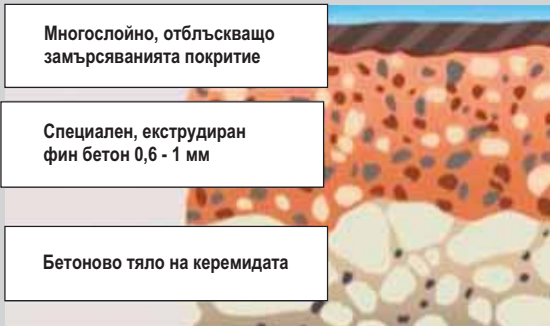 Многослойно, отблъскващо
замърсяванията покритие
Специален, екструдиран
фин бетон 0,6 - 1 мм
Бетоново тяло на керемидата